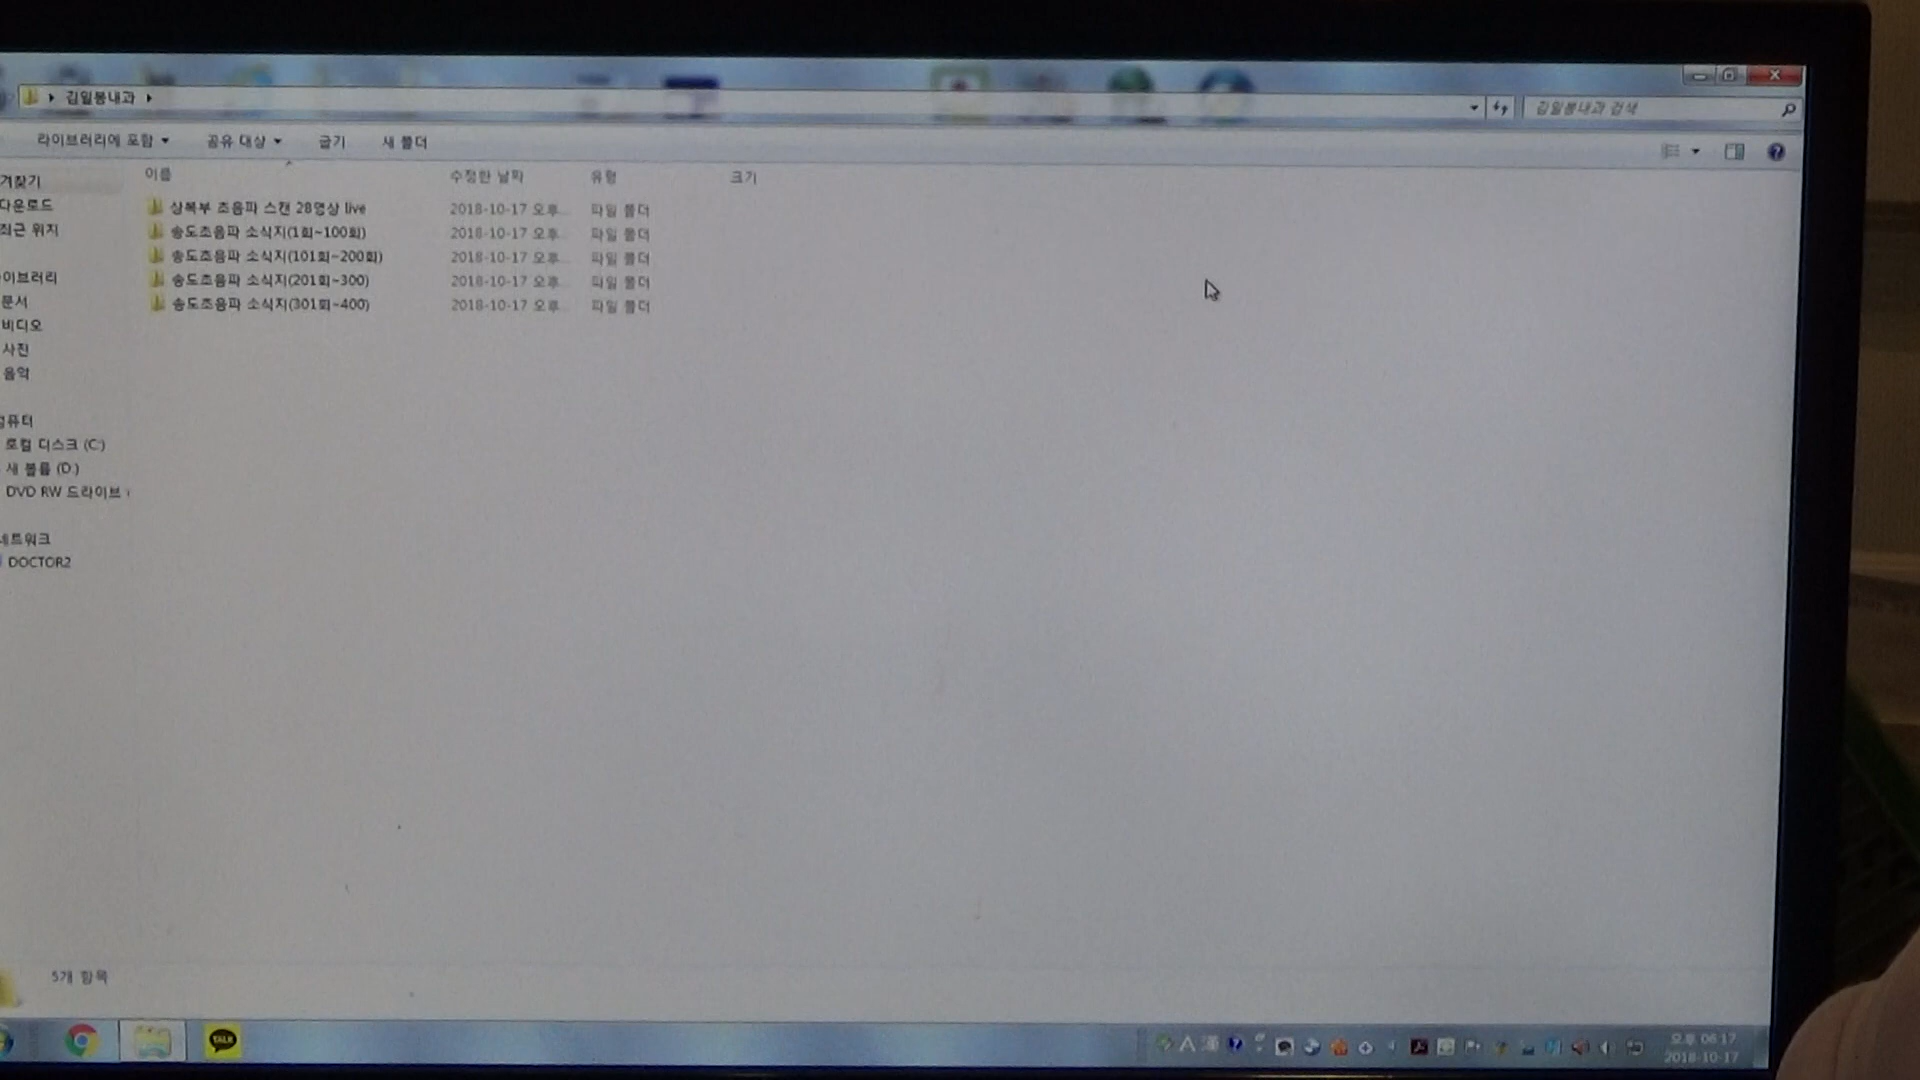 김일봉내과
김일봉내과 검색
라이브러리에 포함
공유 대상
굽기
새 폴더
이름
수정한 날짜
유형
크기
상복부 초음파 스캔 28영상 live
2018-10-17 오후...
파일 폴더
송도초음파 소식지(1회~100회)
2018-10-17 오후...
파일 폴더
송도초음파 소식지(101회~200회)
2018-10-17 오후...
파일 폴더
송도초음파 소식지(201회~300)
2018-10-17 오후...
파일 폴더
송도초음파 소식지(301회~400)
2018-10-17 오후...
파일 폴더
겨찾기
다운로드
최근 위치
이브러리
문서
비디오
사진
음악
컴퓨터
로컬 디스크 (C:)
새 볼륨 (D:)
DVD RW 드라이브
네트워크
DOCTOR2
5개 항목
TALK
A 漢
오후 06:17
2018-10-17